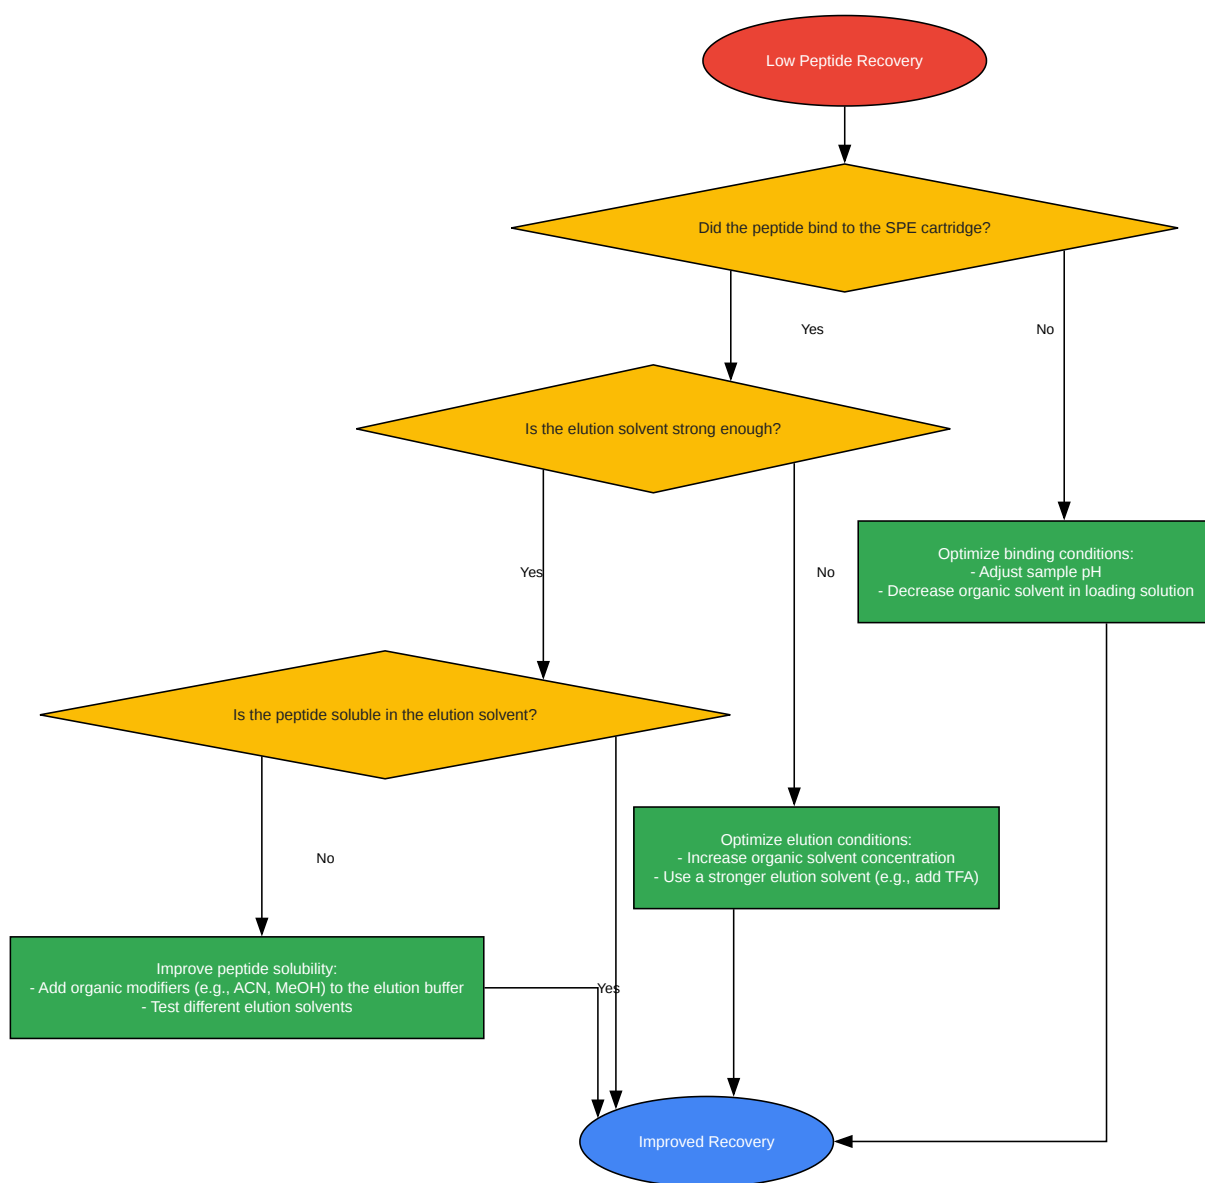 Low Peptide Recovery
Did the peptide bind to the SPE cartridge?
Yes
No
Is the elution solvent strong enough?
Optimize binding conditions:
- Adjust sample pH
- Decrease organic solvent in loading solution
Yes
No
Is the peptide soluble in the elution solvent?
Optimize elution conditions:
- Increase organic solvent concentration
- Use a stronger elution solvent (e.g., add TFA)
No
Improve peptide solubility:
- Add organic modifiers (e.g., ACN, MeOH) to the elution buffer
- Test different elution solvents
Yes
Improved Recovery